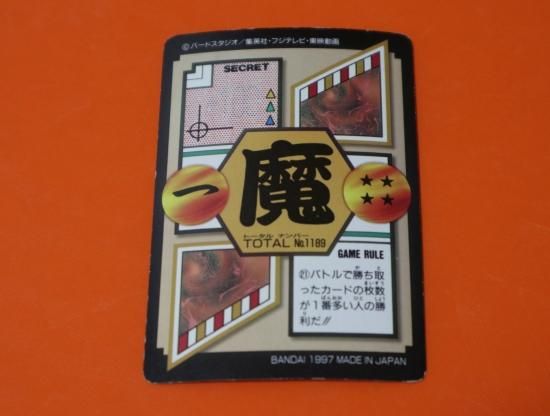 ©バードスタジオ/集英社・フジテレビ・東映動画
SECRET
一
魔
トータル ナンバー
TOTAL No.1189
GAME RULE
㉑バトルで勝ち取
ったカードの枚数
が1番多い人の勝
利だ!!
BANDAI 1997 MADE IN JAPAN